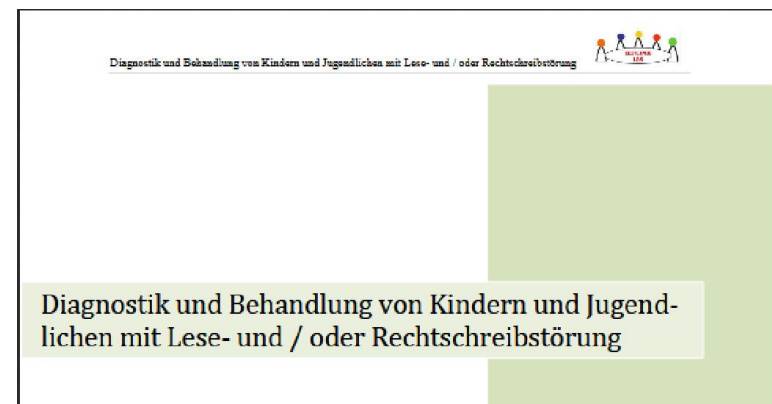 Diagnostik und Behandlung von Kindern und Jugendlichen mit Lese- und / oder Rechtschreibstörung
Diagnostik und Behandlung von Kindern und Jugend-
lichen mit Lese- und / oder Rechtschreibstörung